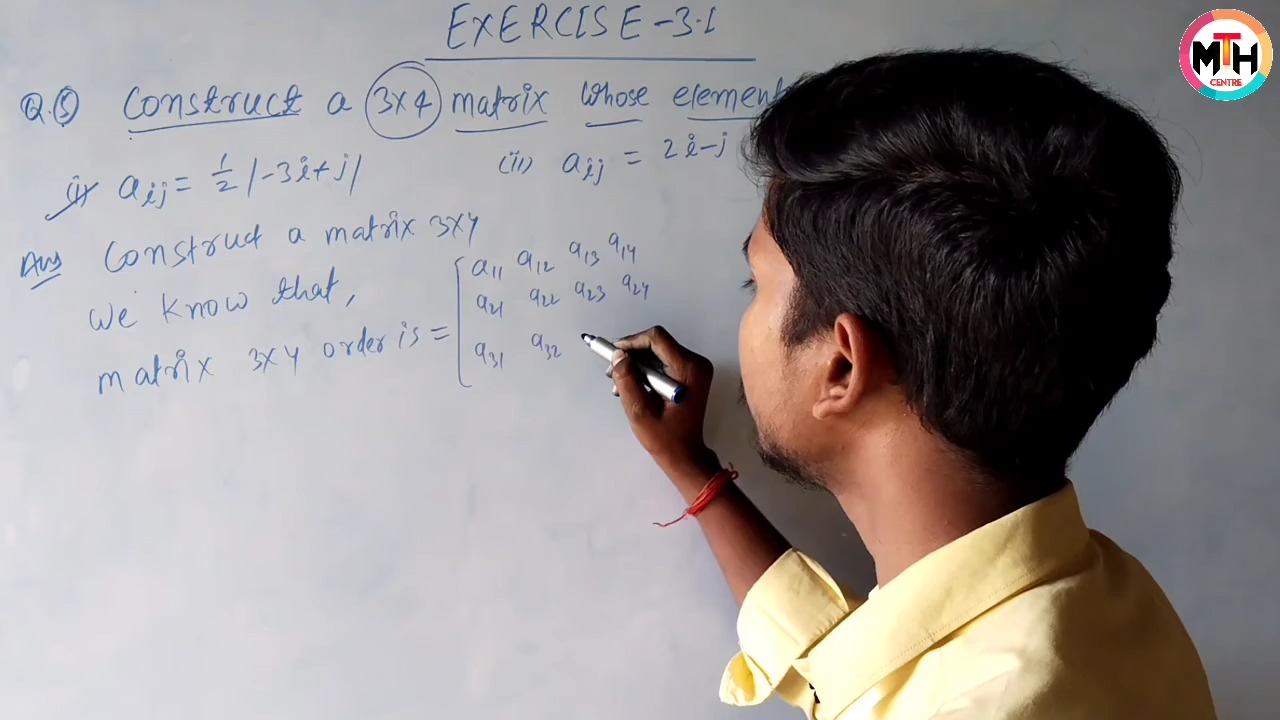 EXERCISE-3.1
Q.5 Construct a 3x4 matrix whose element
(i) aij = 1/2 |-3i+j| (ii) aij = 2i-j
Ans Construct a matrix 3x4
We know that,
matrix 3x4 order is = [ a11 a12 a13 a14
a21 a22 a23 a24
a31 a32
MTH
CENTRE